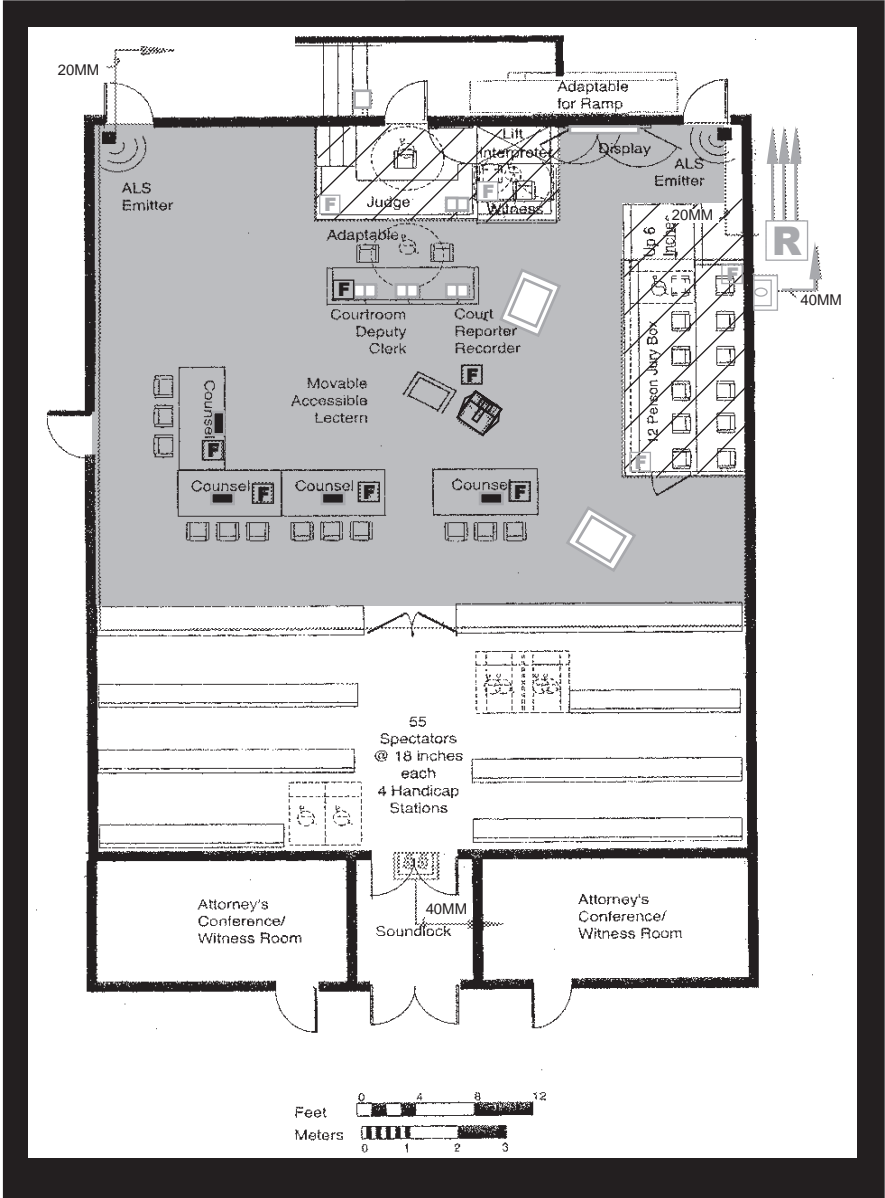 20MM
Adaptable
for Ramp
Lift
Interpreter
Display
ALS
Emitter
ALS
Emitter
F
Judge
F
Witness
20MM
Up 6
Inches
R
Adaptable
F
F
40MM
Courtroom
Deputy
Clerk
Court
Reporter
Recorder
12 Person Jury Box
F
Movable
Accessible
Lectern
Counsel
F
F
Counsel
F
Counsel
F
Counsel
F
55
Spectators
@ 18 inches
each
4 Handicap
Stations
Attorney's
Conference/
Witness Room
40MM
Soundlock
Attorney's
Conference/
Witness Room
0 4 8 12
Feet
Meters
0 1 2 3